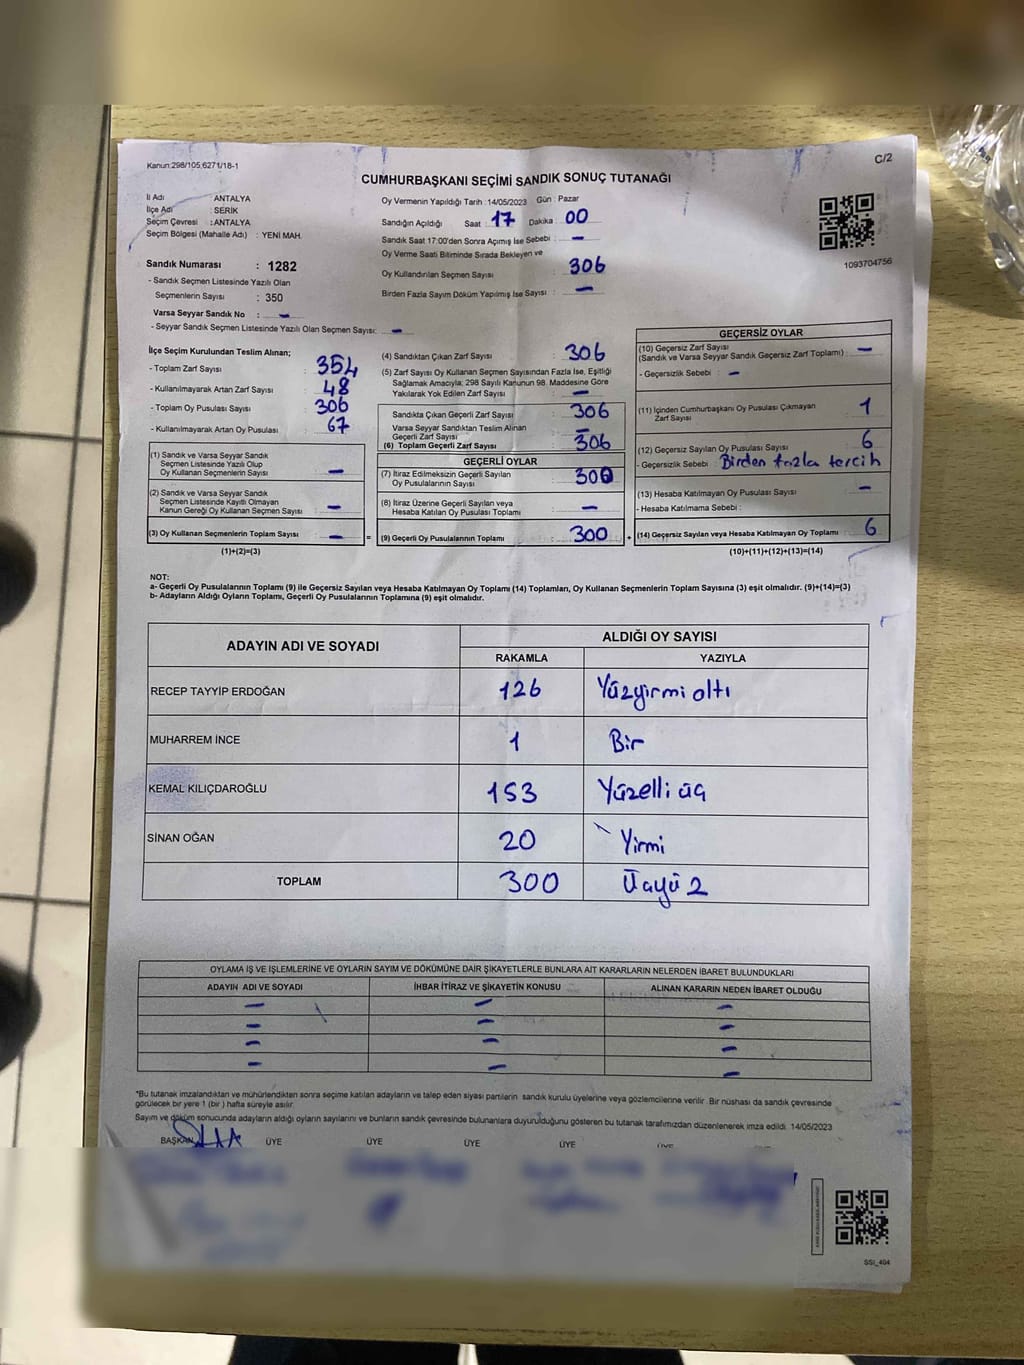 Kanun:298/105,6271/18-1
C/2
CUMHURBAŞKANI SEÇİMİ SANDIK SONUÇ TUTANAĞI
İl Adı : ANTALYA
İlçe Adı : SERİK
Seçim Çevresi : ANTALYA
Seçim Bölgesi (Mahalle Adı) : YENİ MAH.
Oy Vermenin Yapıldığı Tarih : 14/05/2023 Gün : Pazar
Sandığın Açıldığı Saat : 17 Dakika : 00
Sandık Saat 17:00'den Sonra Açımış İse Sebebi : –
Oy Verme Saati Bitiminde Sırada Bekleyen ve
Oy Kullandırılan Seçmen Sayısı : 306
Birden Fazla Sayım Döküm Yapılmış İse Sayısı : –
1093704756
Sandık Numarası : 1282
- Sandık Seçmen Listesinde Yazılı Olan
Seçmenlerin Sayısı : 350
Varsa Seyyar Sandık No : –
- Seyyar Sandık Seçmen Listesinde Yazılı Olan Seçmen Sayısı: –
İlçe Seçim Kurulundan Teslim Alınan;
- Toplam Zarf Sayısı : 354
- Kullanılmayarak Artan Zarf Sayısı : 48
- Toplam Oy Pusulası Sayısı : 306
- Kullanılmayarak Artan Oy Pusulası : 67
(1) Sandık ve Varsa Seyyar Sandık
Seçmen Listesinde Yazılı Olup
Oy Kullanan Seçmenlerin Sayısı –
(2) Sandık ve Varsa Seyyar Sandık
Seçmen Listesinde Kayıtlı Olmayan
Kanun Gereği Oy Kullanan Seçmen Sayısı –
(3) Oy Kullanan Seçmenlerin Toplam Sayısı –
(1)+(2)=(3)
(4) Sandıktan Çıkan Zarf Sayısı : 306
(5) Zarf Sayısı Oy Kullanan Seçmen Sayısından Fazla İse, Eşitliği
Sağlamak Amacıyla; 298 Sayılı Kanunun 98. Maddesine Göre
Yakılarak Yok Edilen Zarf Sayısı : –
Sandıkta Çıkan Geçerli Zarf Sayısı : 306
Varsa Seyyar Sandıktan Teslim Alınan
Geçerli Zarf Sayısı : –
(6) Toplam Geçerli Zarf Sayısı 306
GEÇERLİ OYLAR
(7) İtiraz Edilmeksizin Geçerli Sayılan
Oy Pusulalarının Sayısı 300
(8) İtiraz Üzerine Geçerli Sayılan veya
Hesaba Katılan Oy Pusulası Toplamı –
= (9) Geçerli Oy Pusulalarının Toplamı 300 +
GEÇERSİZ OYLAR
(10) Geçersiz Zarf Sayısı
(Sandık ve Varsa Seyyar Sandık Geçersiz Zarf Toplamı) : –
- Geçersizlik Sebebi : –
(11) İçinden Cumhurbaşkanı Oy Pusulası Çıkmayan
Zarf Sayısı 1
(12) Geçersiz Sayılan Oy Pusulası Sayısı 6
- Geçersizlik Sebebi : Birden fazla tercih
(13) Hesaba Katılmayan Oy Pusulası Sayısı –
- Hesaba Katılmama Sebebi :
(14) Geçersiz Sayılan veya Hesaba Katılmayan Oy Toplamı 6
(10)+(11)+(12)+(13)=(14)
NOT:
a- Geçerli Oy Pusulalarının Toplamı (9) ile Geçersiz Sayılan veya Hesaba Katılmayan Oy Toplamı (14) Toplamları, Oy Kullanan Seçmenlerin Toplam Sayısına (3) eşit olmalıdır. (9)+(14)=(3)
b- Adayların Aldığı Oyların Toplamı, Geçerli Oy Pusulalarının Toplamına (9) eşit olmalıdır.
ADAYIN ADI VE SOYADI ALDIĞI OY SAYISI
RAKAMLA YAZIYLA
RECEP TAYYİP ERDOĞAN 126 Yüzyirmi altı
MUHARREM İNCE 1 Bir
KEMAL KILIÇDAROĞLU 153 Yüzelli üç
SİNAN OĞAN 20 Yirmi
TOPLAM 300 Üçyüz
OYLAMA İŞ VE İŞLEMLERİNE VE OYLARIN SAYIM VE DÖKÜMÜNE DAİR ŞİKAYETLERLE BUNLARA AİT KARARLARIN NELERDEN İBARET BULUNDUKLARI
ADAYIN ADI VE SOYADI İHBAR İTİRAZ VE ŞİKAYETİN KONUSU ALINAN KARARIN NEDEN İBARET OLDUĞU
– – –
– – –
– – –
– – –
*Bu tutanak imzalandıktan ve mühürlendikten sonra seçime katılan adayların ve talep eden siyasi partilerin sandık kurulu üyelerine veya gözlemcilerine verilir. Bir nüshası da sandık çevresinde
görülecek bir yere 1 (bir) hafta süreyle asılır.
Sayım ve döküm sonucunda adayların aldığı oyların sayılarını ve bunların sandık çevresinde bulunanlara duyurulduğunu gösteren bu tutanak tarafımızdan düzenlenerek imza edildi. 14/05/2023
BAŞKAN ÜYE ÜYE ÜYE ÜYE ÜYE
SSI_404